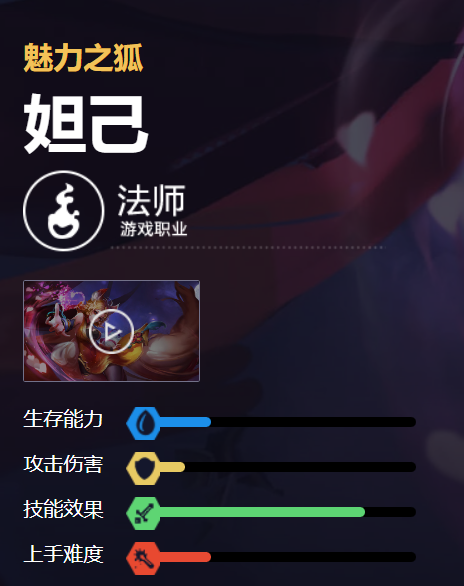 魅力之狐
妲己
法师
游戏职业
生存能力
攻击伤害
技能效果
上手难度